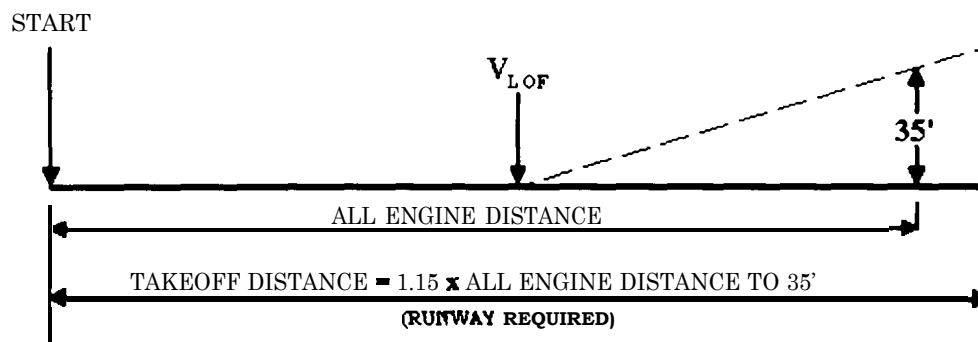 START
V LOF
35'
ALL ENGINE DISTANCE
TAKEOFF DISTANCE = 1.15 x ALL ENGINE DISTANCE TO 35'
(RUNWAY REQUIRED)